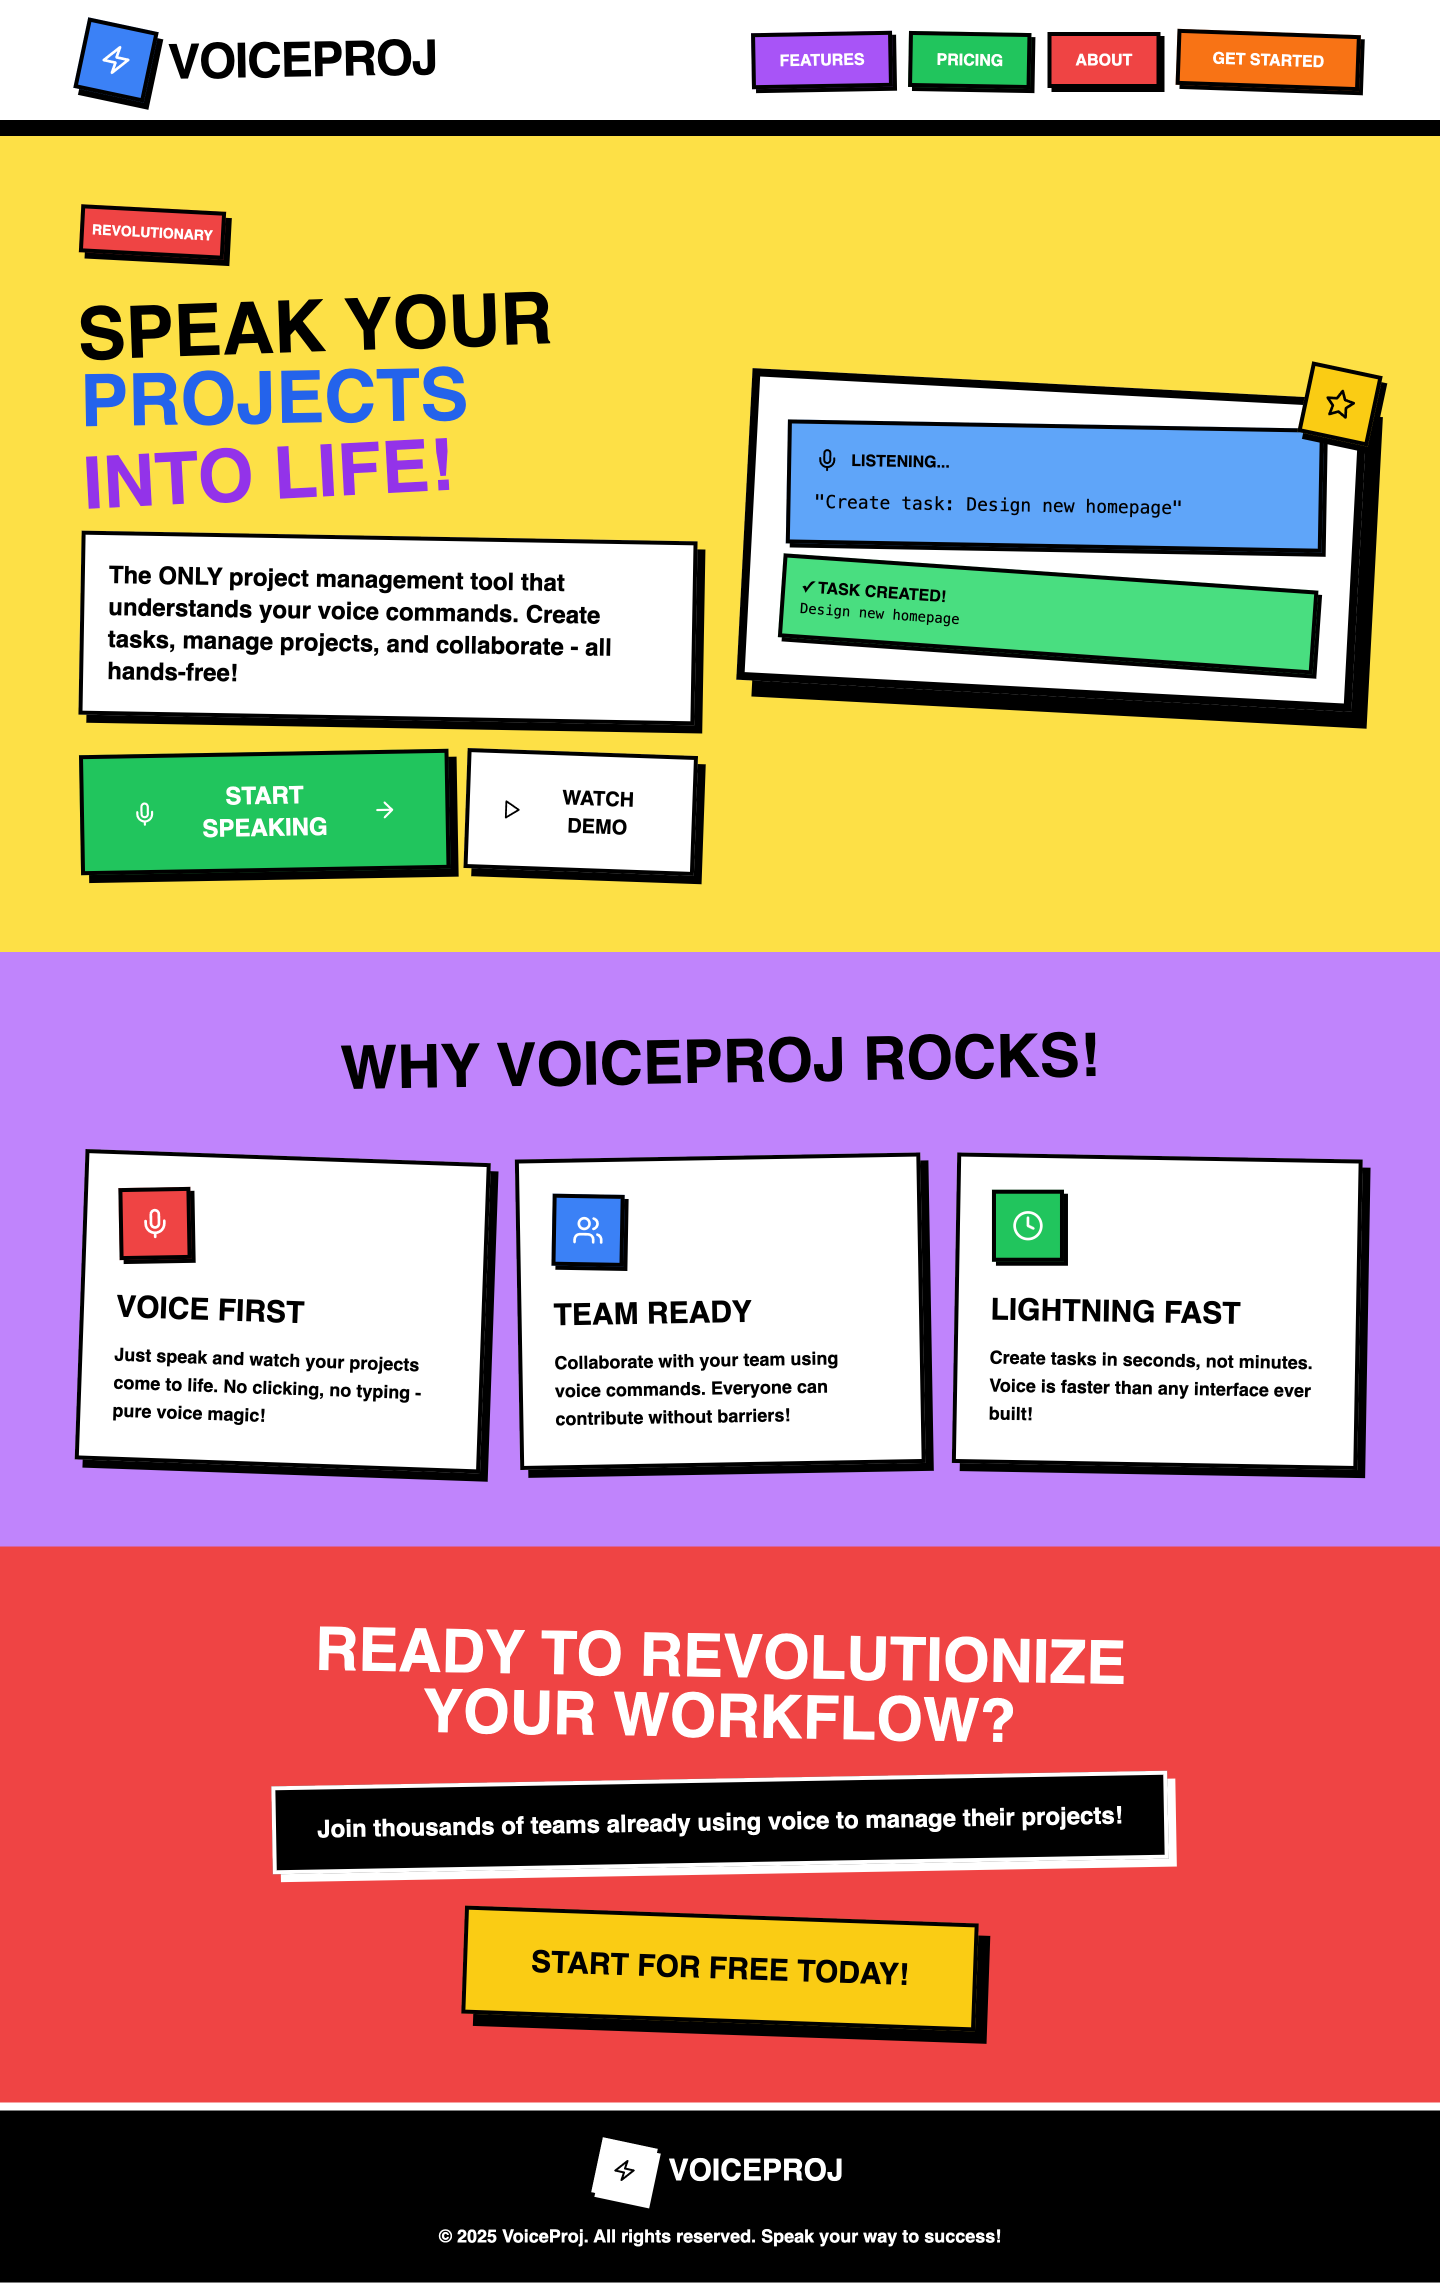 VOICEPROJ
FEATURES
PRICING
ABOUT
GET STARTED
REVOLUTIONARY
SPEAK YOUR
PROJECTS
INTO LIFE!
The ONLY project management tool that
understands your voice commands. Create
tasks, manage projects, and collaborate - all
hands-free!
START
SPEAKING
WATCH
DEMO
LISTENING...
"Create task: Design new homepage"
✓ TASK CREATED!
Design new homepage
WHY VOICEPROJ ROCKS!
VOICE FIRST
Just speak and watch your projects
come to life. No clicking, no typing -
pure voice magic!
TEAM READY
Collaborate with your team using
voice commands. Everyone can
contribute without barriers!
LIGHTNING FAST
Create tasks in seconds, not minutes.
Voice is faster than any interface ever
built!
READY TO REVOLUTIONIZE
YOUR WORKFLOW?
Join thousands of teams already using voice to manage their projects!
START FOR FREE TODAY!
VOICEPROJ
© 2025 VoiceProj. All rights reserved. Speak your way to success!